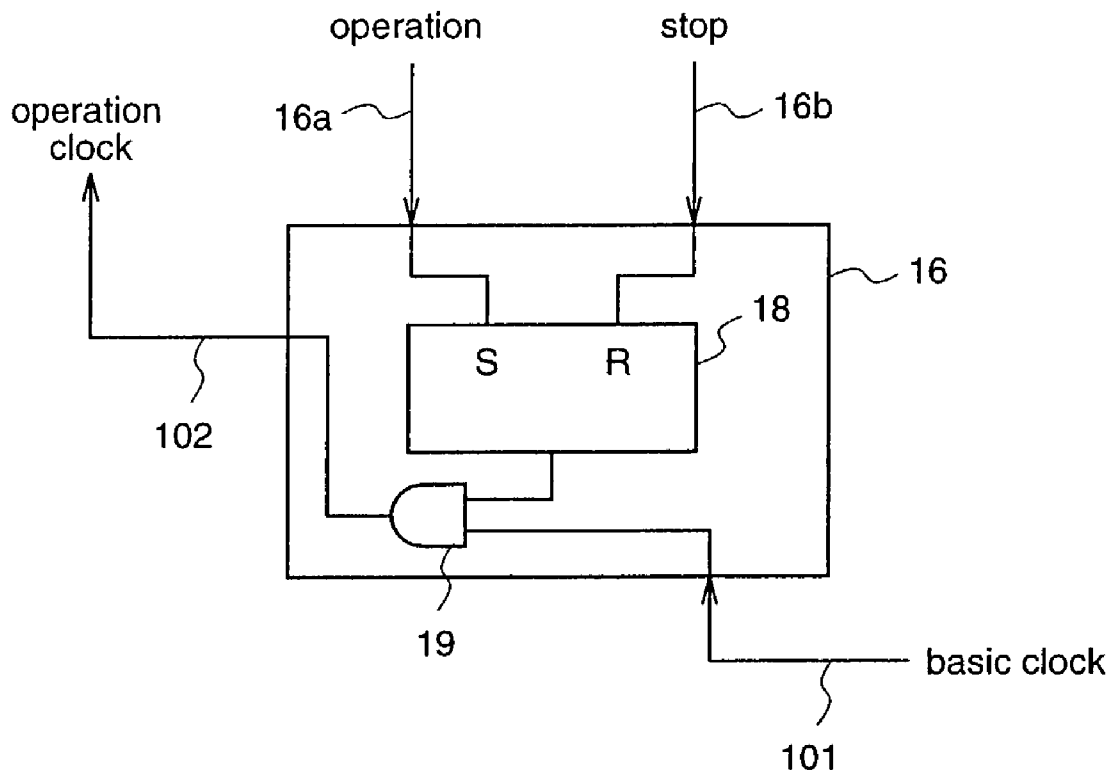 operation
stop
16a
16b
operation
clock
16
18
S
R
102
19
basic clock
101